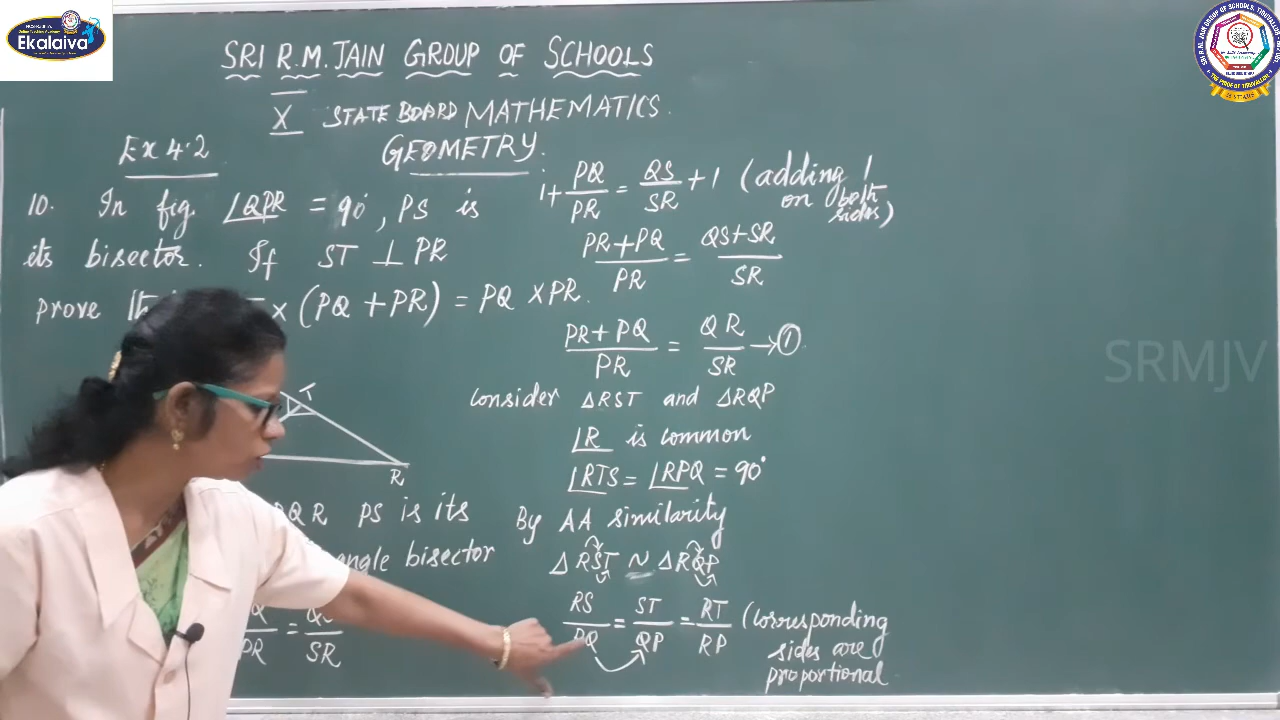 Ekalaiva
SRI R.M. JAIN GROUP OF SCHOOLS
X STATE BOARD MATHEMATICS.
GEOMETRY.
Ex 4.2
10. In fig. ∠QPR = 90°, PS is
its bisector. If ST ⊥ PR
prove × (PQ + PR) = PQ × PR.
T
R
QR PS is its
angle bisector
PR = SR
1 + PQ/PR = QS/SR + 1 (adding 1
on both
sides)
PR + PQ/PR = QS + SR/SR
PR + PQ/PR = QR/SR → ①
Consider ΔRST and ΔRQP
∠R is common
∠RTS = ∠RPQ = 90°
By AA similarity
ΔRST ~ ΔRQP
RS/RQ = ST/QP = RT/RP (Corresponding
sides are
proportional
SRMJV